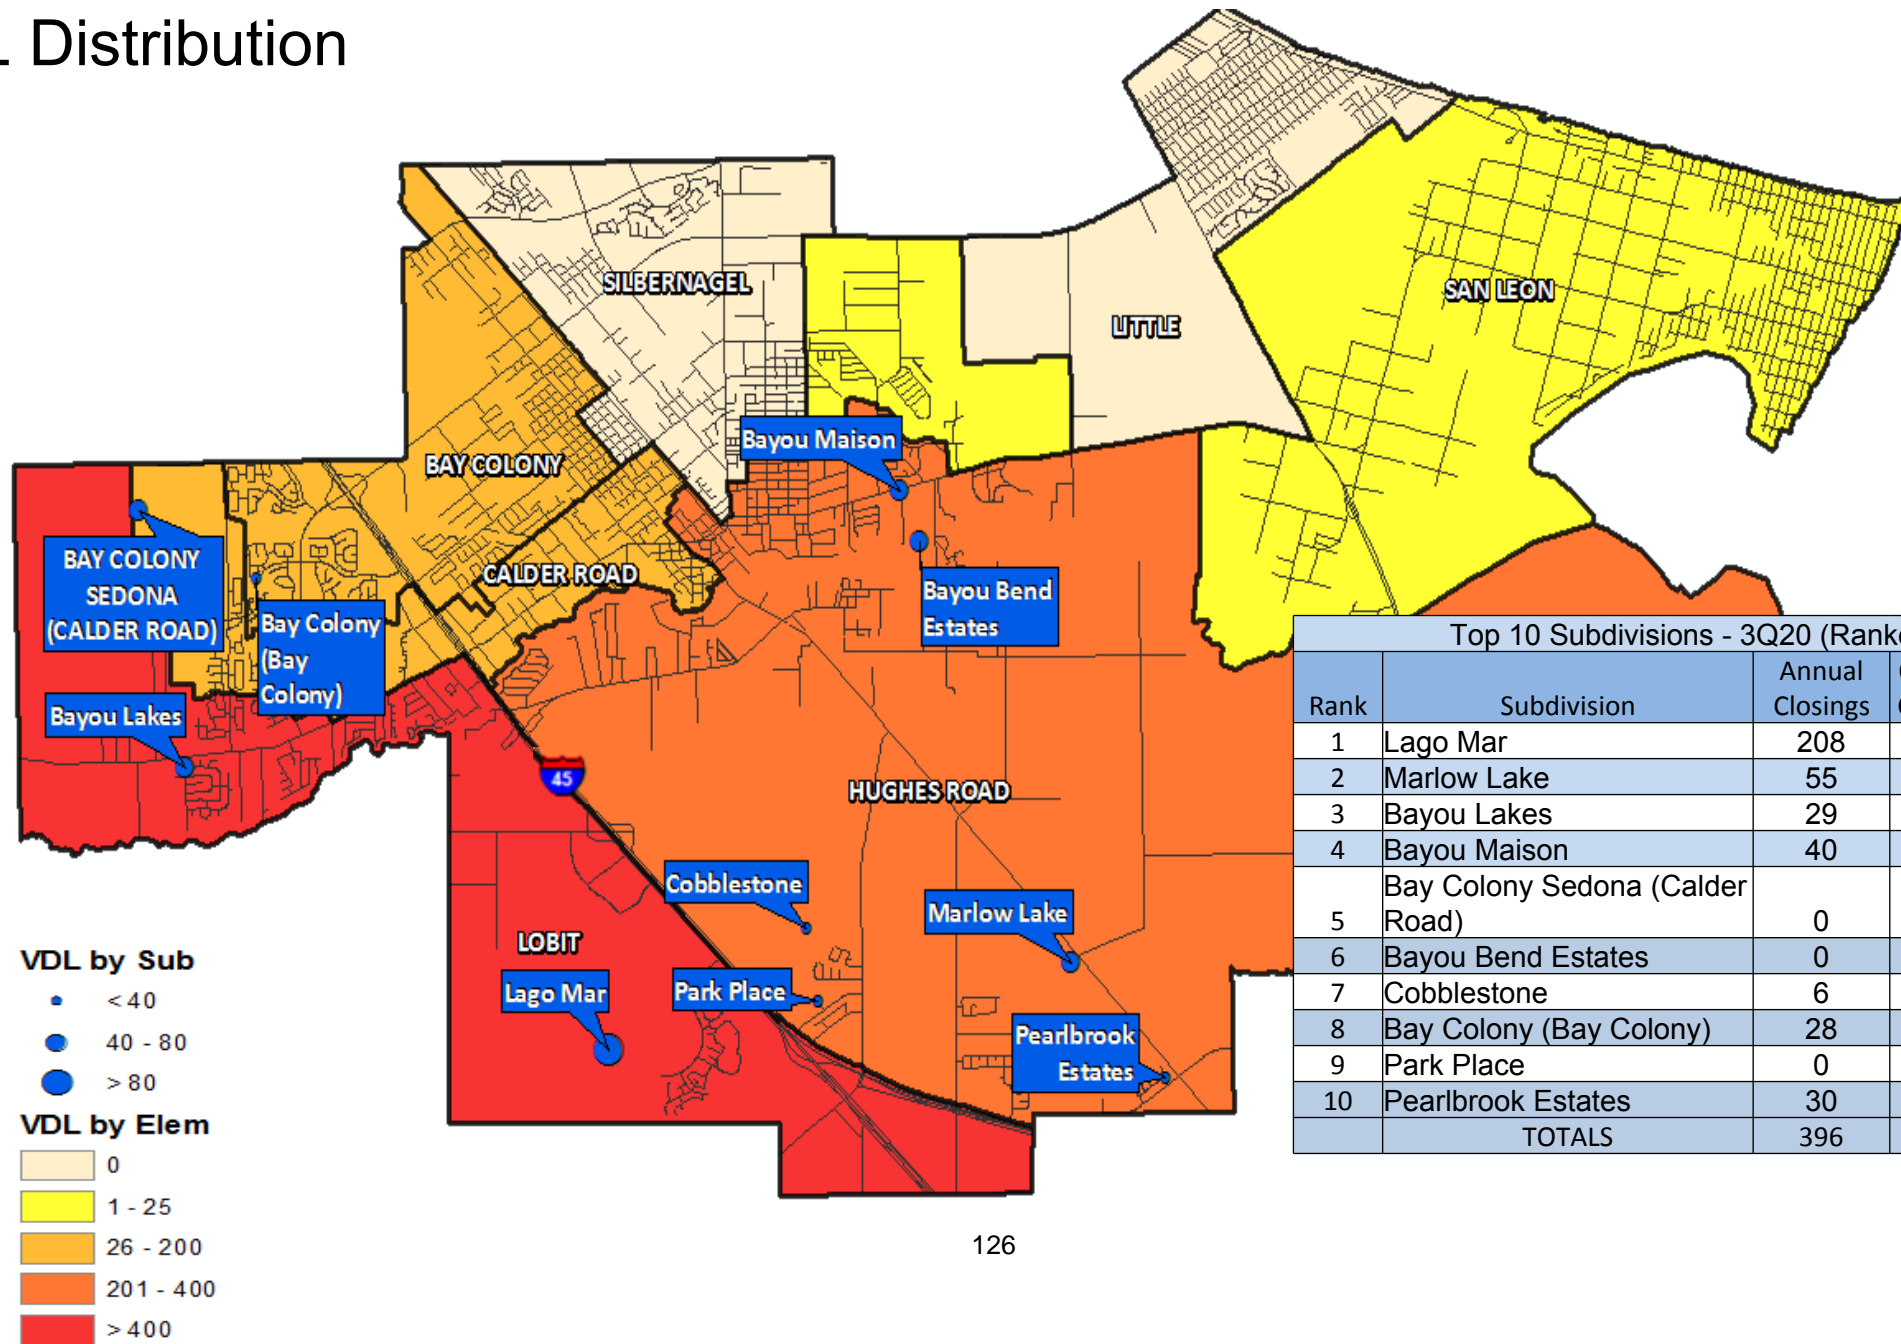 L Distribution
SILBERNAGEL
SAN LEON
LITTLE
Bayou Maison
BAY COLONY
BAY COLONY
SEDONA
(CALDER ROAD)
CALDER ROAD
Bayou Bend
Estates
Bay Colony
(Bay
Colony)
Bayou Lakes
45
HUGHES ROAD
Cobblestone
Marlow Lake
LOBIT
Lago Mar
Park Place
Pearlbrook
Estates
Top 10 Subdivisions - 3Q20
Rank Subdivision Annual Closings
1 Lago Mar 208
2 Marlow Lake 55
3 Bayou Lakes 29
4 Bayou Maison 40
5 Bay Colony Sedona (Calder Road) 0
6 Bayou Bend Estates 0
7 Cobblestone 6
8 Bay Colony (Bay Colony) 28
9 Park Place 0
10 Pearlbrook Estates 30
TOTALS 396
VDL by Sub
< 40
40 - 80
> 80
VDL by Elem
0
1 - 25
26 - 200
201 - 400
> 400
126